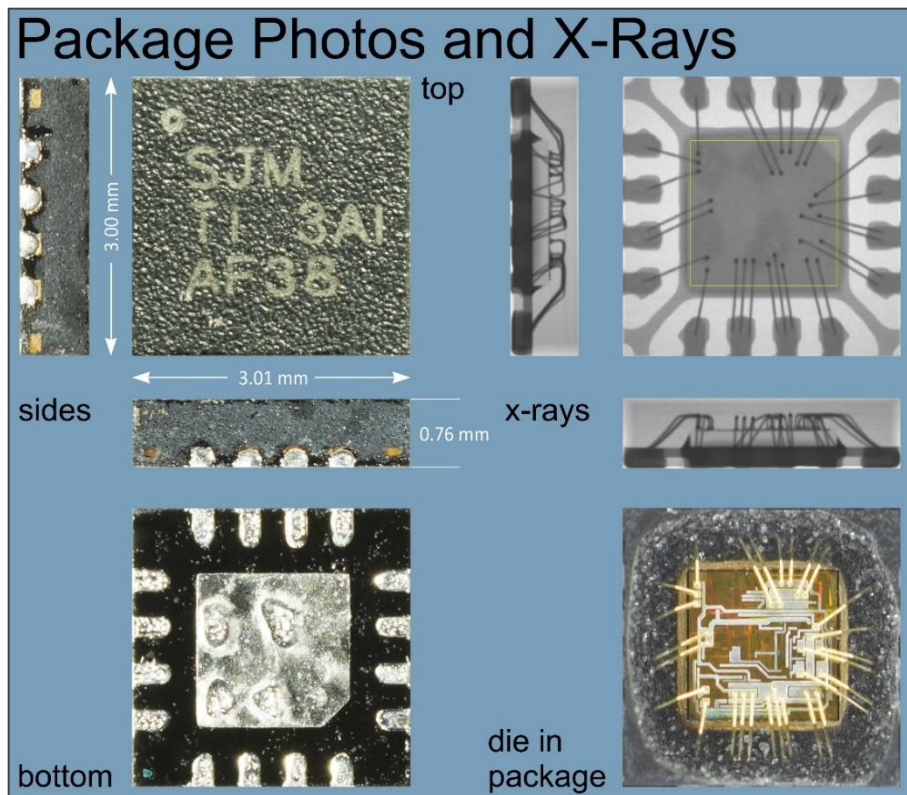 Package Photos and X-Rays
top
SJM
TI 3AI
AF38
3.00 mm
3.01 mm
sides
0.76 mm
x-rays
bottom
die in
package